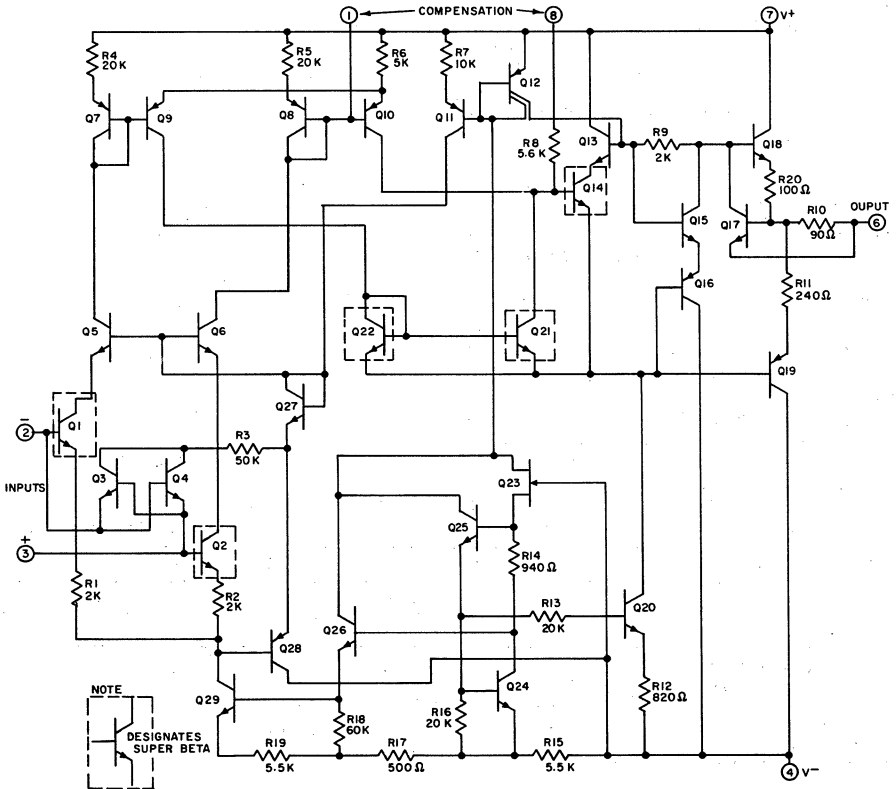 1 COMPENSATION 8
7 V+
R4
20K
R5
20K
R6
5K
R7
10K
Q12
Q7
Q9
Q8
Q10
Q11
R8
5.6K
Q13
R9
2K
Q18
Q14
R20
100Ω
Q15
Q17
R10
90Ω
OUPUT
6
Q16
R11
240Ω
Q5
Q6
Q22
Q21
Q19
Q27
–
2
Q1
R3
50K
Q3
Q4
INPUTS
Q23
Q25
+
3
Q2
R14
940Ω
R1
2K
R2
2K
R13
20K
Q20
Q26
Q28
NOTE
Q29
Q24
R12
820Ω
DESIGNATES
SUPER BETA
R18
60K
R16
20K
R19
5.5K
R17
500Ω
R15
5.5K
4 V–